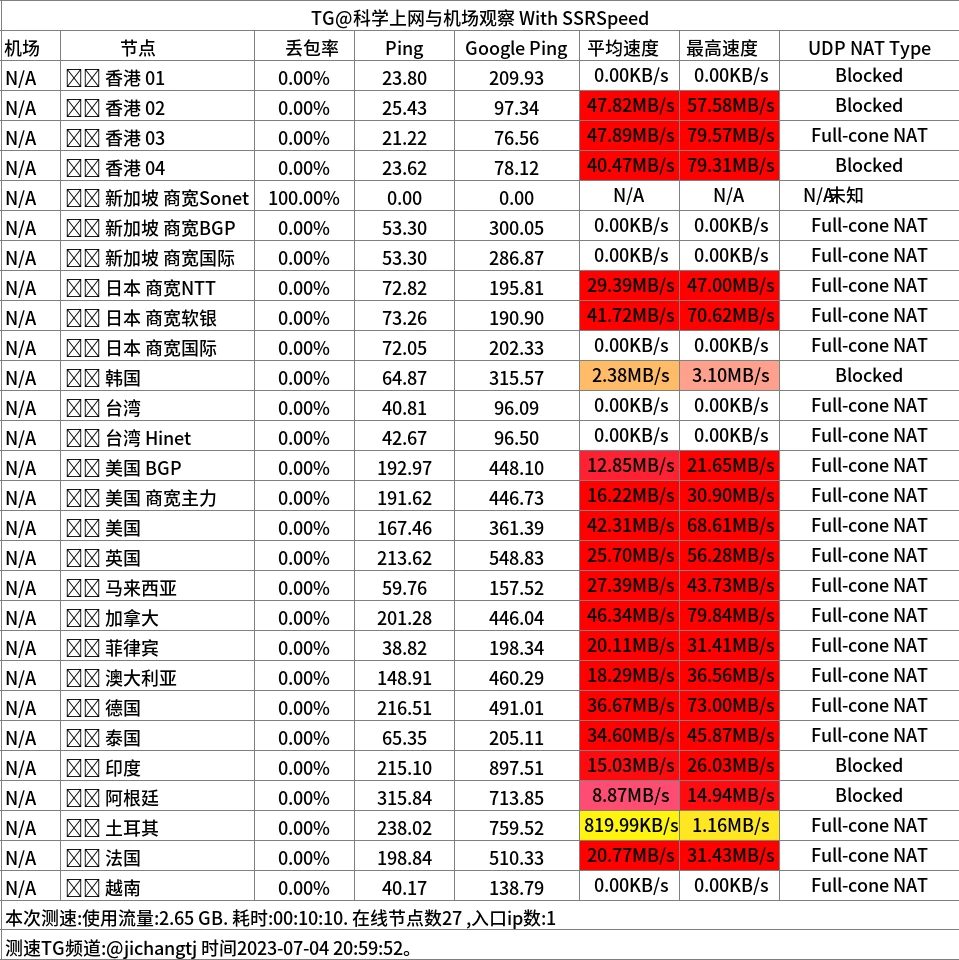 TG@科学上网与机场观察 With SSRSpeed
机场 节点 丢包率 Ping Google Ping 平均速度 最高速度 UDP NAT Type
N/A 香港 01 0.00% 23.80 209.93 0.00KB/s 0.00KB/s Blocked
N/A 香港 02 0.00% 25.43 97.34 47.82MB/s 57.58MB/s Blocked
N/A 香港 03 0.00% 21.22 76.56 47.89MB/s 79.57MB/s Full-cone NAT
N/A 香港 04 0.00% 23.62 78.12 40.47MB/s 79.31MB/s Blocked
N/A 新加坡 商宽Sonet 100.00% 0.00 0.00 N/A N/A N/A未知
N/A 新加坡 商宽BGP 0.00% 53.30 300.05 0.00KB/s 0.00KB/s Full-cone NAT
N/A 新加坡 商宽国际 0.00% 53.30 286.87 0.00KB/s 0.00KB/s Full-cone NAT
N/A 日本 商宽NTT 0.00% 72.82 195.81 29.39MB/s 47.00MB/s Full-cone NAT
N/A 日本 商宽软银 0.00% 73.26 190.90 41.72MB/s 70.62MB/s Full-cone NAT
N/A 日本 商宽国际 0.00% 72.05 202.33 0.00KB/s 0.00KB/s Full-cone NAT
N/A 韩国 0.00% 64.87 315.57 2.38MB/s 3.10MB/s Blocked
N/A 台湾 0.00% 40.81 96.09 0.00KB/s 0.00KB/s Full-cone NAT
N/A 台湾 Hinet 0.00% 42.67 96.50 0.00KB/s 0.00KB/s Full-cone NAT
N/A 美国 BGP 0.00% 192.97 448.10 12.85MB/s 21.65MB/s Full-cone NAT
N/A 美国 商宽主力 0.00% 191.62 446.73 16.22MB/s 30.90MB/s Full-cone NAT
N/A 美国 0.00% 167.46 361.39 42.31MB/s 68.61MB/s Full-cone NAT
N/A 英国 0.00% 213.62 548.83 25.70MB/s 56.28MB/s Full-cone NAT
N/A 马来西亚 0.00% 59.76 157.52 27.39MB/s 43.73MB/s Full-cone NAT
N/A 加拿大 0.00% 201.28 446.04 46.34MB/s 79.84MB/s Full-cone NAT
N/A 菲律宾 0.00% 38.82 198.34 20.11MB/s 31.41MB/s Full-cone NAT
N/A 澳大利亚 0.00% 148.91 460.29 18.29MB/s 36.56MB/s Full-cone NAT
N/A 德国 0.00% 216.51 491.01 36.67MB/s 73.00MB/s Full-cone NAT
N/A 泰国 0.00% 65.35 205.11 34.60MB/s 45.87MB/s Full-cone NAT
N/A 印度 0.00% 215.10 897.51 15.03MB/s 26.03MB/s Blocked
N/A 阿根廷 0.00% 315.84 713.85 8.87MB/s 14.94MB/s Blocked
N/A 土耳其 0.00% 238.02 759.52 819.99KB/s 1.16MB/s Full-cone NAT
N/A 法国 0.00% 198.84 510.33 20.77MB/s 31.43MB/s Full-cone NAT
N/A 越南 0.00% 40.17 138.79 0.00KB/s 0.00KB/s Full-cone NAT
本次测速:使用流量:2.65 GB. 耗时:00:10:10. 在线节点数27 ,入口ip数:1
测速TG频道:@jichangtj 时间2023-07-04 20:59:52。